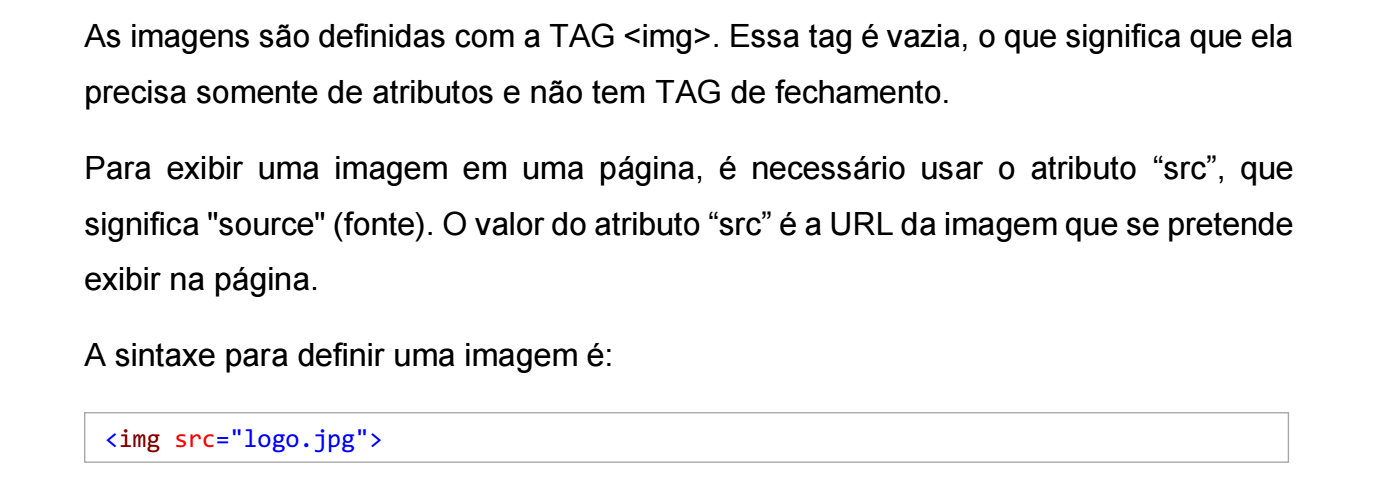 As imagens são definidas com a TAG <img>. Essa tag é vazia, o que significa que ela
precisa somente de atributos e não tem TAG de fechamento.
Para exibir uma imagem em uma página, é necessário usar o atributo “src”, que
significa "source" (fonte). O valor do atributo “src” é a URL da imagem que se pretende
exibir na página.
A sintaxe para definir uma imagem é:
<img src="logo.jpg">